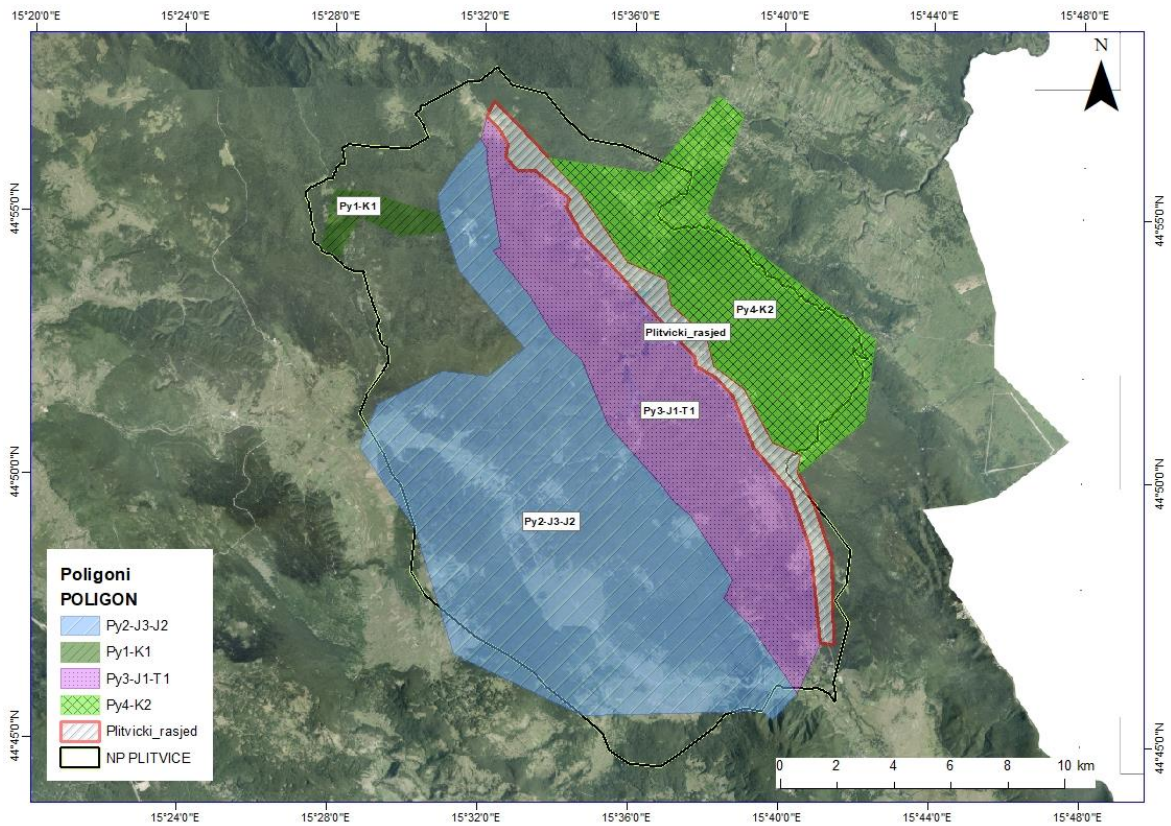 15°20'0"E 15°24'0"E 15°28'0"E 15°32'0"E 15°36'0"E 15°40'0"E 15°44'0"E 15°48'0"E
N
44°55'0"N
44°55'0"N
Py1-K1
Py4-K2
Plitvicki_rasjed
Py3-J1-T1
44°50'0"N
44°50'0"N
Py2-J3-J2
Poligoni
POLIGON
Py2-J3-J2
Py1-K1
Py3-J1-T1
Py4-K2
Plitvicki_rasjed
NP PLITVICE
44°45'0"N
44°45'0"N
0 2 4 6 8 10 km
15°24'0"E 15°28'0"E 15°32'0"E 15°36'0"E 15°40'0"E 15°44'0"E 15°48'0"E